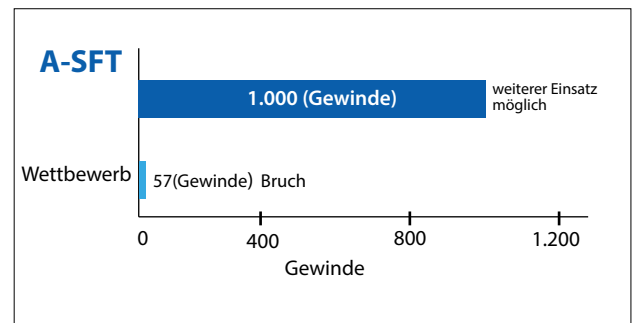 A-SFT
1.000 (Gewinde)
weiterer Einsatz
möglich
Wettbewerb
57(Gewinde) Bruch
0
400
800
1.200
Gewinde